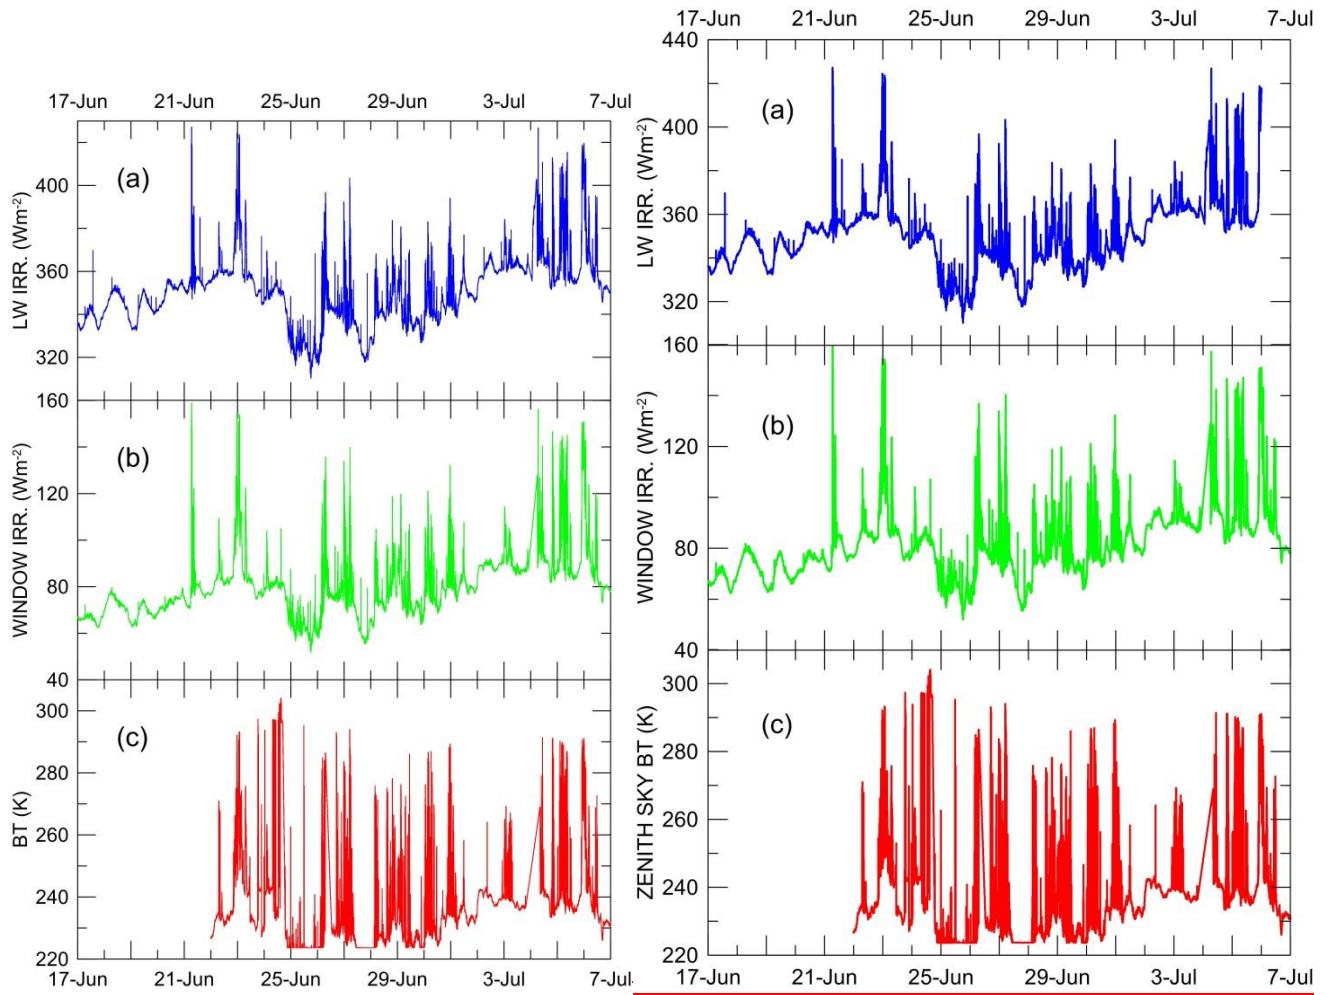 17-Jun 21-Jun 25-Jun 29-Jun 3-Jul 7-Jul
(a)
LW IRR. (Wm-2)
400
360
320
160
(b)
WINDOW IRR. (Wm-2)
120
80
40
(c)
BT (K)
300
280
260
240
220
17-Jun 21-Jun 25-Jun 29-Jun 3-Jul 7-Jul
17-Jun 21-Jun 25-Jun 29-Jun 3-Jul 7-Jul
440
(a)
LW IRR. (Wm-2)
400
360
320
160
(b)
WINDOW IRR. (Wm-2)
120
80
40
(c)
ZENITH SKY BT (K)
300
280
260
240
220
17-Jun 21-Jun 25-Jun 29-Jun 3-Jul 7-Jul